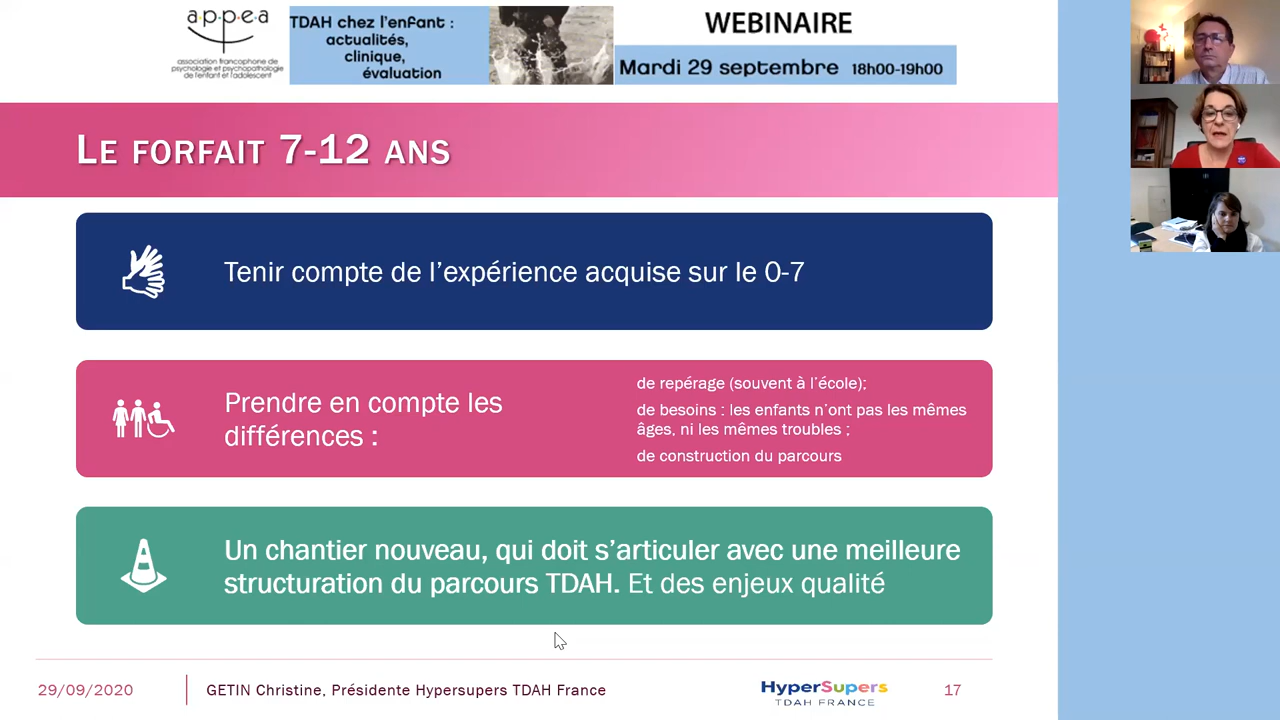 appea
association francophone de
psychologie et psychopathologie
de l'enfant et l'adolescent
TDAH chez l'enfant :
actualités,
clinique,
évaluation
WEBINAIRE
Mardi 29 septembre 18h00-19h00
LE FORFAIT 7-12 ANS
Tenir compte de l'expérience acquise sur le 0-7
Prendre en compte les
différences :
de repérage (souvent à l'école);
de besoins : les enfants n'ont pas les mêmes
âges, ni les mêmes troubles ;
de construction du parcours
Un chantier nouveau, qui doit s'articuler avec une meilleure
structuration du parcours TDAH. Et des enjeux qualité
29/09/2020
GETIN Christine, Présidente Hypersupers TDAH France
HyperSupers
TDAH FRANCE
17